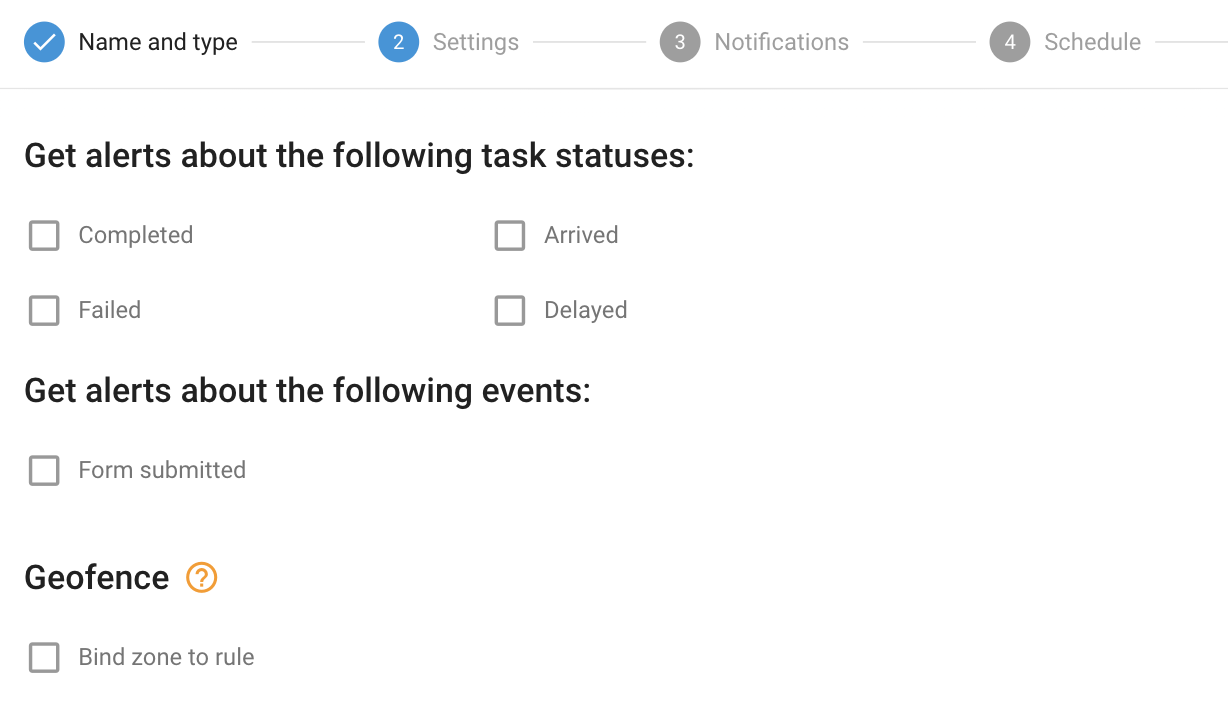 Name and type 2 Settings 3 Notifications 4 Schedule
Get alerts about the following task statuses:
Completed Arrived
Failed Delayed
Get alerts about the following events:
Form submitted
Geofence ?
Bind zone to rule